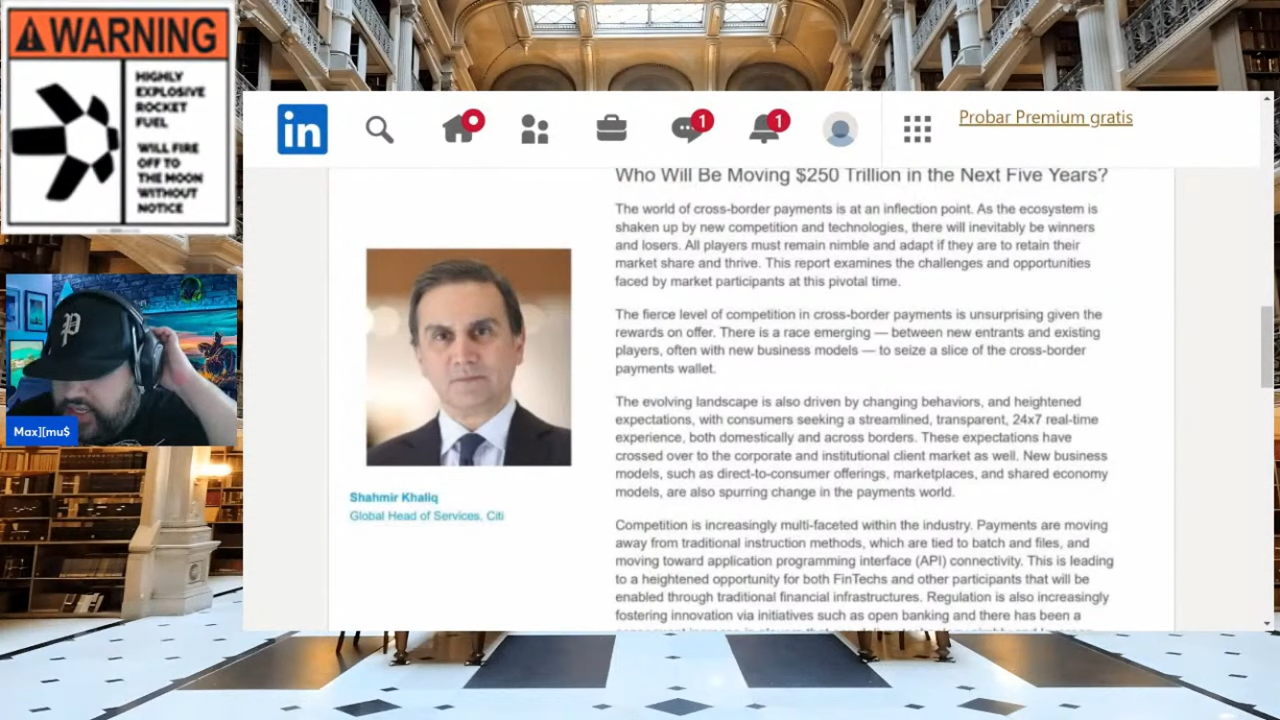 WARNING
HIGHLY
EXPLOSIVE
ROCKET
FUEL
WILL FIRE
OFF TO
THE MOON
WITHOUT
NOTICE
in
1
1
Probar Premium gratis
Who Will Be Moving $250 Trillion in the Next Five Years?
The world of cross-border payments is at an inflection point. As the ecosystem is
shaken up by new competition and technologies, there will inevitably be winners
and losers. All players must remain nimble and adapt if they are to retain their
market share and thrive. This report examines the challenges and opportunities
faced by market participants at this pivotal time.
The fierce level of competition in cross-border payments is unsurprising given the
rewards on offer. There is a race emerging — between new entrants and existing
players, often with new business models — to seize a slice of the cross-border
payments wallet.
The evolving landscape is also driven by changing behaviors, and heightened
expectations, with consumers seeking a streamlined, transparent, 24x7 real-time
experience, both domestically and across borders. These expectations have
crossed over to the corporate and institutional client market as well. New business
models, such as direct-to-consumer offerings, marketplaces, and shared economy
models, are also spurring change in the payments world.
Shahmir Khaliq
Global Head of Services, Citi
Competition is increasingly multi-faceted within the industry. Payments are moving
away from traditional instruction methods, which are tied to batch and files, and
moving toward application programming interface (API) connectivity. This is leading
to a heightened opportunity for both FinTechs and other participants that will be
enabled through traditional financial infrastructures. Regulation is also increasingly
fostering innovation via initiatives such as open banking and there has been a
P
Max][mu$